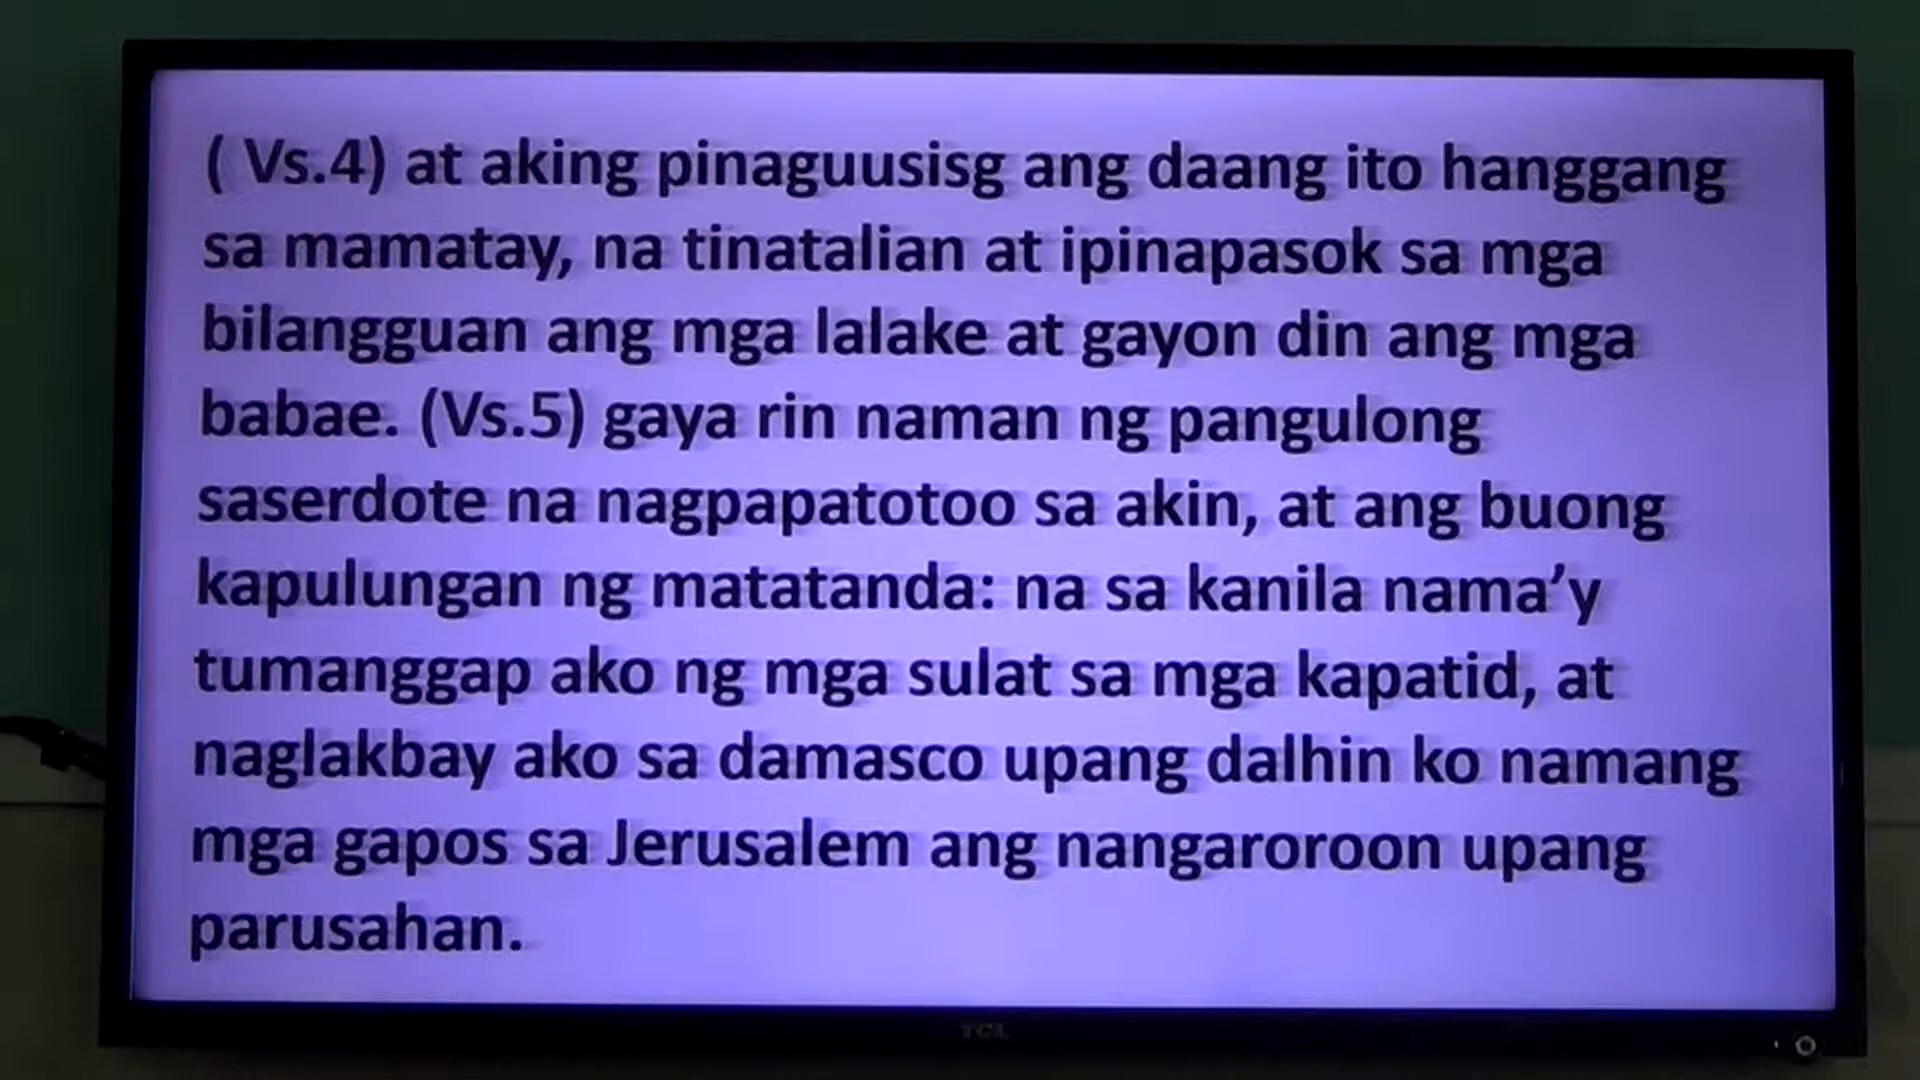 ( Vs.4) at aking pinaguusisg ang daang ito hanggang
sa mamatay, na tinatalian at ipinapasok sa mga
bilangguan ang mga lalake at gayon din ang mga
babae. (Vs.5) gaya rin naman ng pangulong
saserdote na nagpapatotoo sa akin, at ang buong
kapulungan ng matatanda: na sa kanila nama’y
tumanggap ako ng mga sulat sa mga kapatid, at
naglakbay ako sa damasco upang dalhin ko namang
mga gapos sa Jerusalem ang nangaroroon upang
parusahan.
TCL